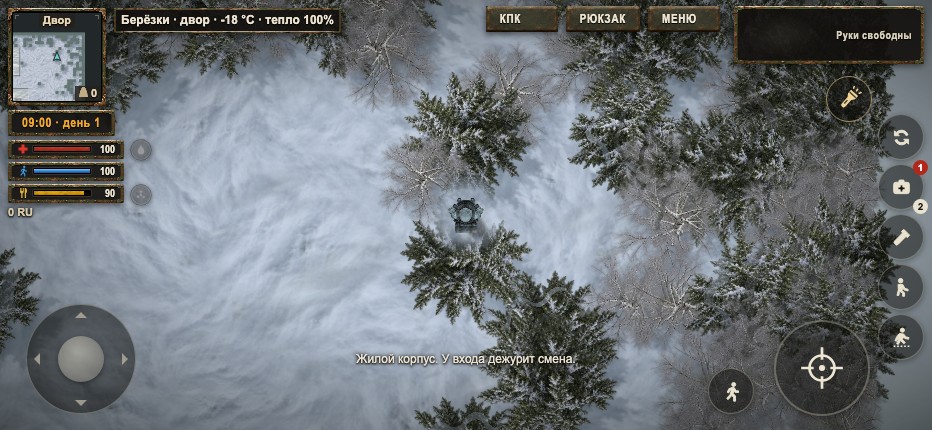 Двор
Берёзки · двор · -18 °C · тепло 100%
КПК
РЮКЗАК
МЕНЮ
Руки свободны
0
09:00 · день 1
100
100
90
0 RU
1
2
Жилой корпус. У входа дежурит смена.